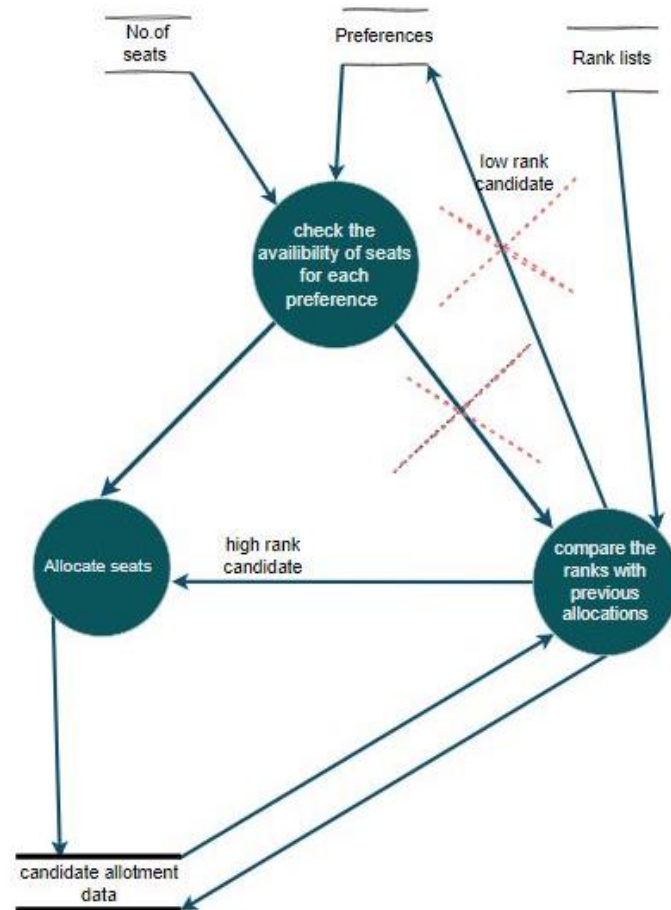 No.of
seats
Preferences
Rank lists
low rank
candidate
check the
availibility of seats
for each
preference
high rank
candidate
Allocate seats
compare the
ranks with
previous
allocations
candidate allotment
data